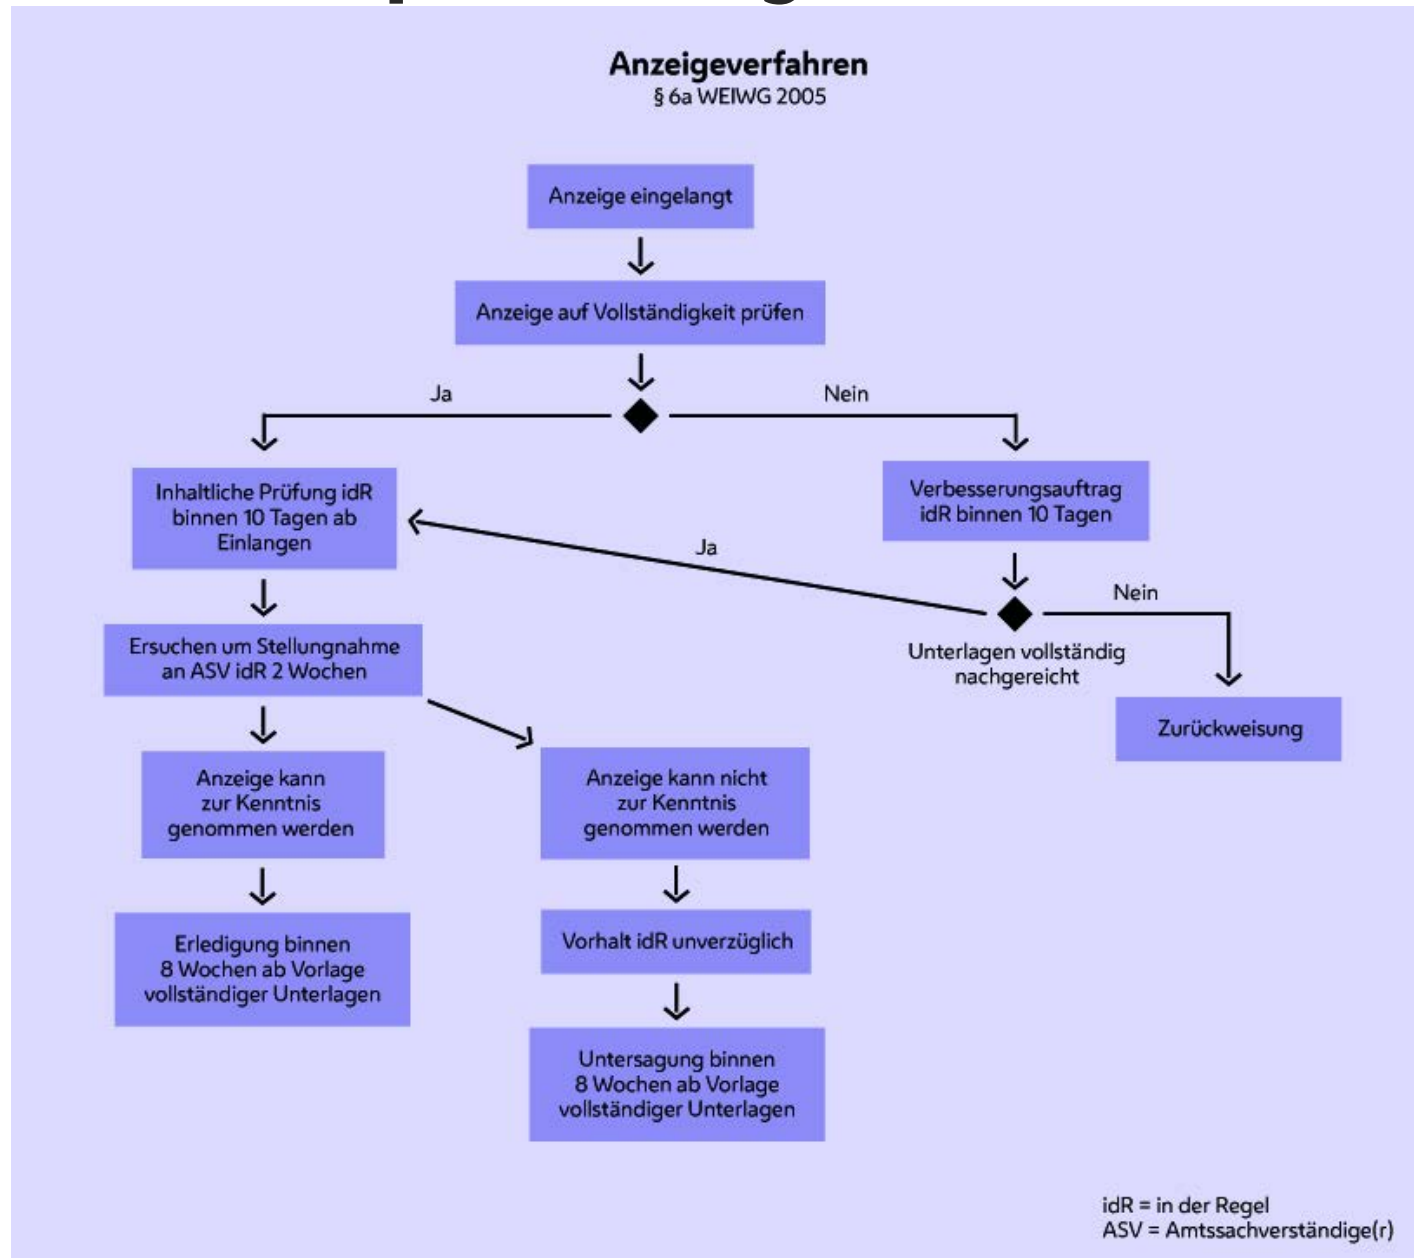 Anzeigeverfahren
§ 6a WElWG 2005
Anzeige eingelangt
Anzeige auf Vollständigkeit prüfen
Ja
Nein
Inhaltliche Prüfung idR
binnen 10 Tagen ab
Einlangen
Verbesserungsauftrag
idR binnen 10 Tagen
Ja
Nein
Unterlagen vollständig
nachgereicht
Ersuchen um Stellungnahme
an ASV idR 2 Wochen
Zurückweisung
Anzeige kann
zur Kenntnis
genommen werden
Anzeige kann nicht
zur Kenntnis
genommen werden
Erledigung binnen
8 Wochen ab Vorlage
vollständiger Unterlagen
Vorhalt idR unverzüglich
Untersagung binnen
8 Wochen ab Vorlage
vollständiger Unterlagen
idR = in der Regel
ASV = Amtssachverständige(r)